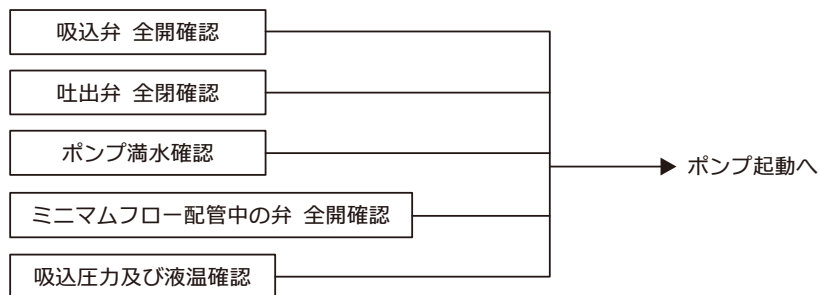 吸込弁 全開確認
吐出弁 全閉確認
ポンプ満水確認
ポンプ起動へ
ミニマムフロー配管中の弁 全開確認
吸込圧力及び液温確認